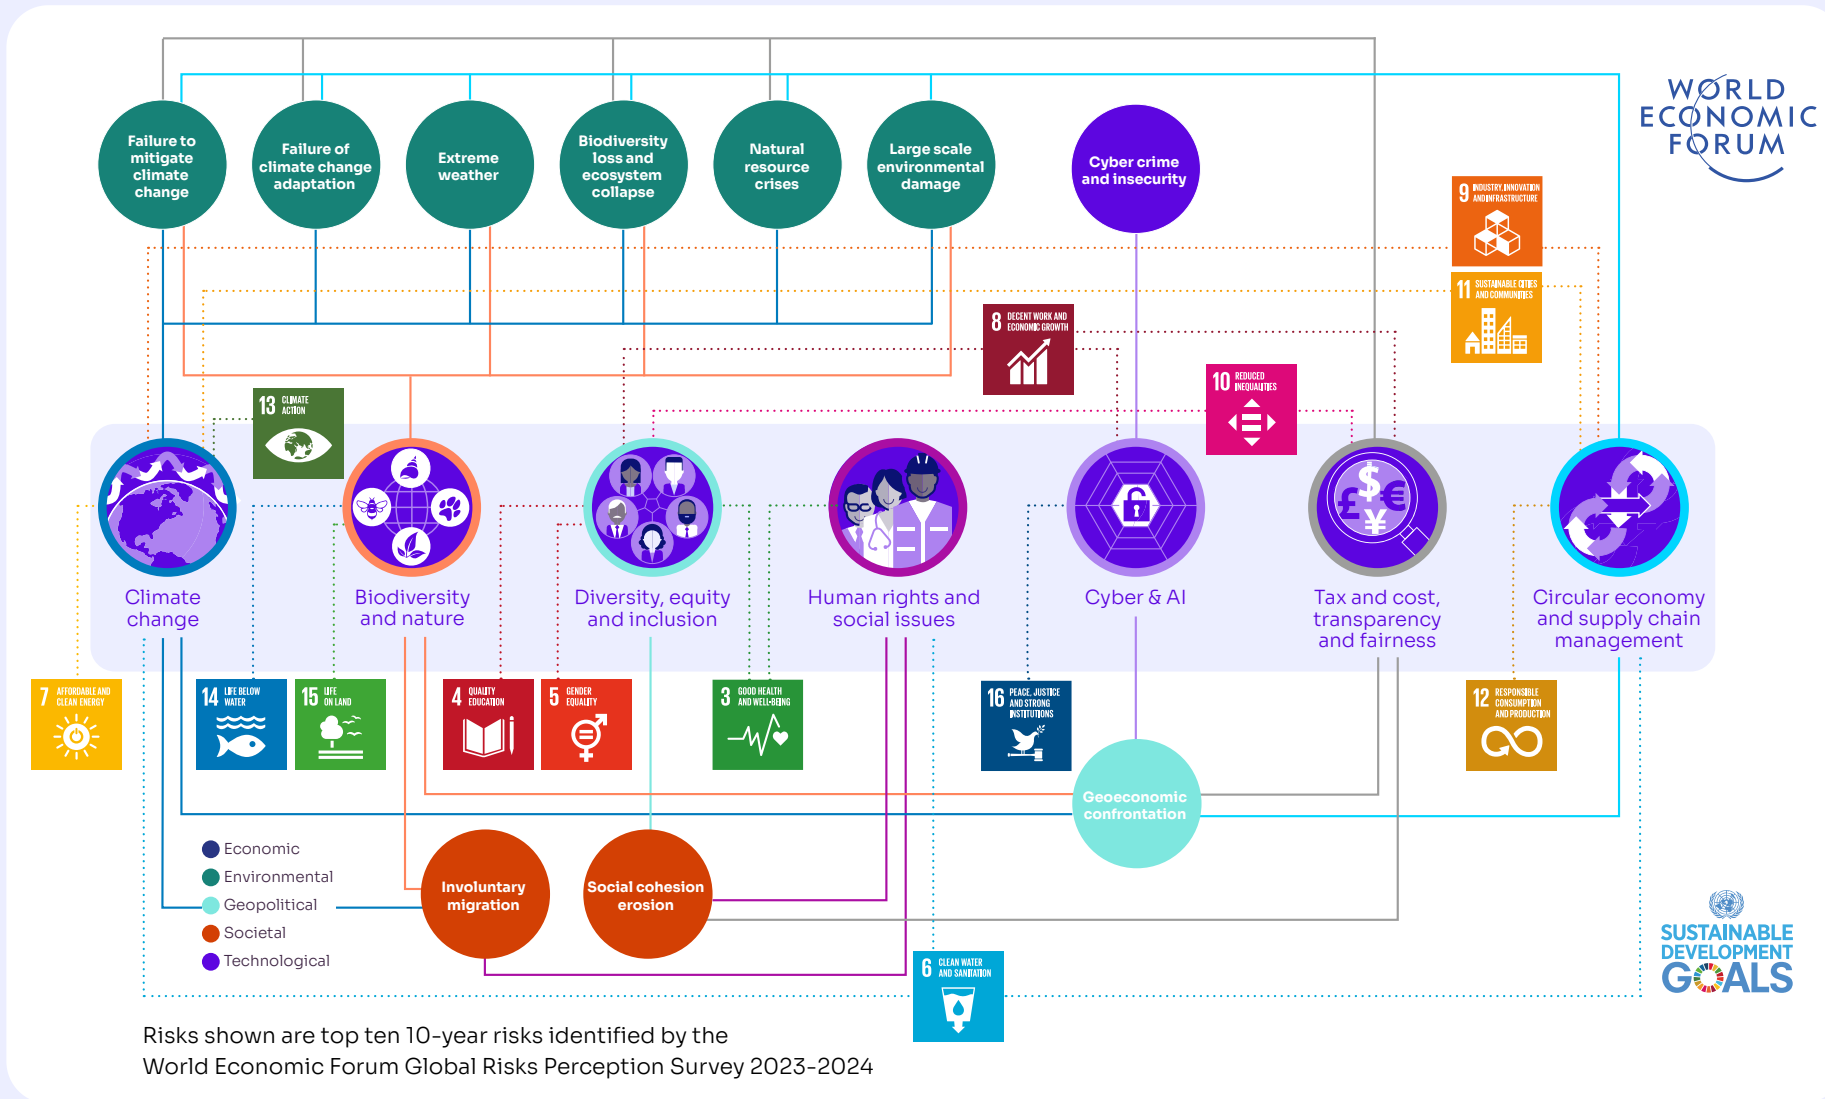 WORLD
ECONOMIC
FORUM
Failure to
mitigate
climate
change
Failure of
climate change
adaptation
Extreme
weather
Biodiversity
loss and
ecosystem
collapse
Natural
resource
crises
Large scale
environmental
damage
Cyber crime
and insecurity
9 INDUSTRY, INNOVATION
AND INFRASTRUCTURE
11 SUSTAINABLE CITIES
AND COMMUNITIES
8 DECENT WORK AND
ECONOMIC GROWTH
10 REDUCED
INEQUALITIES
13 CLIMATE
ACTION
$
£ €
¥
Climate
change
Biodiversity
and nature
Diversity, equity
and inclusion
Human rights and
social issues
Cyber & AI
Tax and cost,
transparency
and fairness
Circular economy
and supply chain
management
7 AFFORDABLE AND
CLEAN ENERGY
14 LIFE BELOW
WATER
15 LIFE
ON LAND
4 QUALITY
EDUCATION
5 GENDER
EQUALITY
3 GOOD HEALTH
AND WELL-BEING
16 PEACE, JUSTICE
AND STRONG
INSTITUTIONS
12 RESPONSIBLE
CONSUMPTION
AND PRODUCTION
Geoeconomic
confrontation
Economic
Environmental
Geopolitical
Societal
Technological
Involuntary
migration
Social cohesion
erosion
6 CLEAN WATER
AND SANITATION
SUSTAINABLE
DEVELOPMENT
GOALS
Risks shown are top ten 10-year risks identified by the
World Economic Forum Global Risks Perception Survey 2023-2024